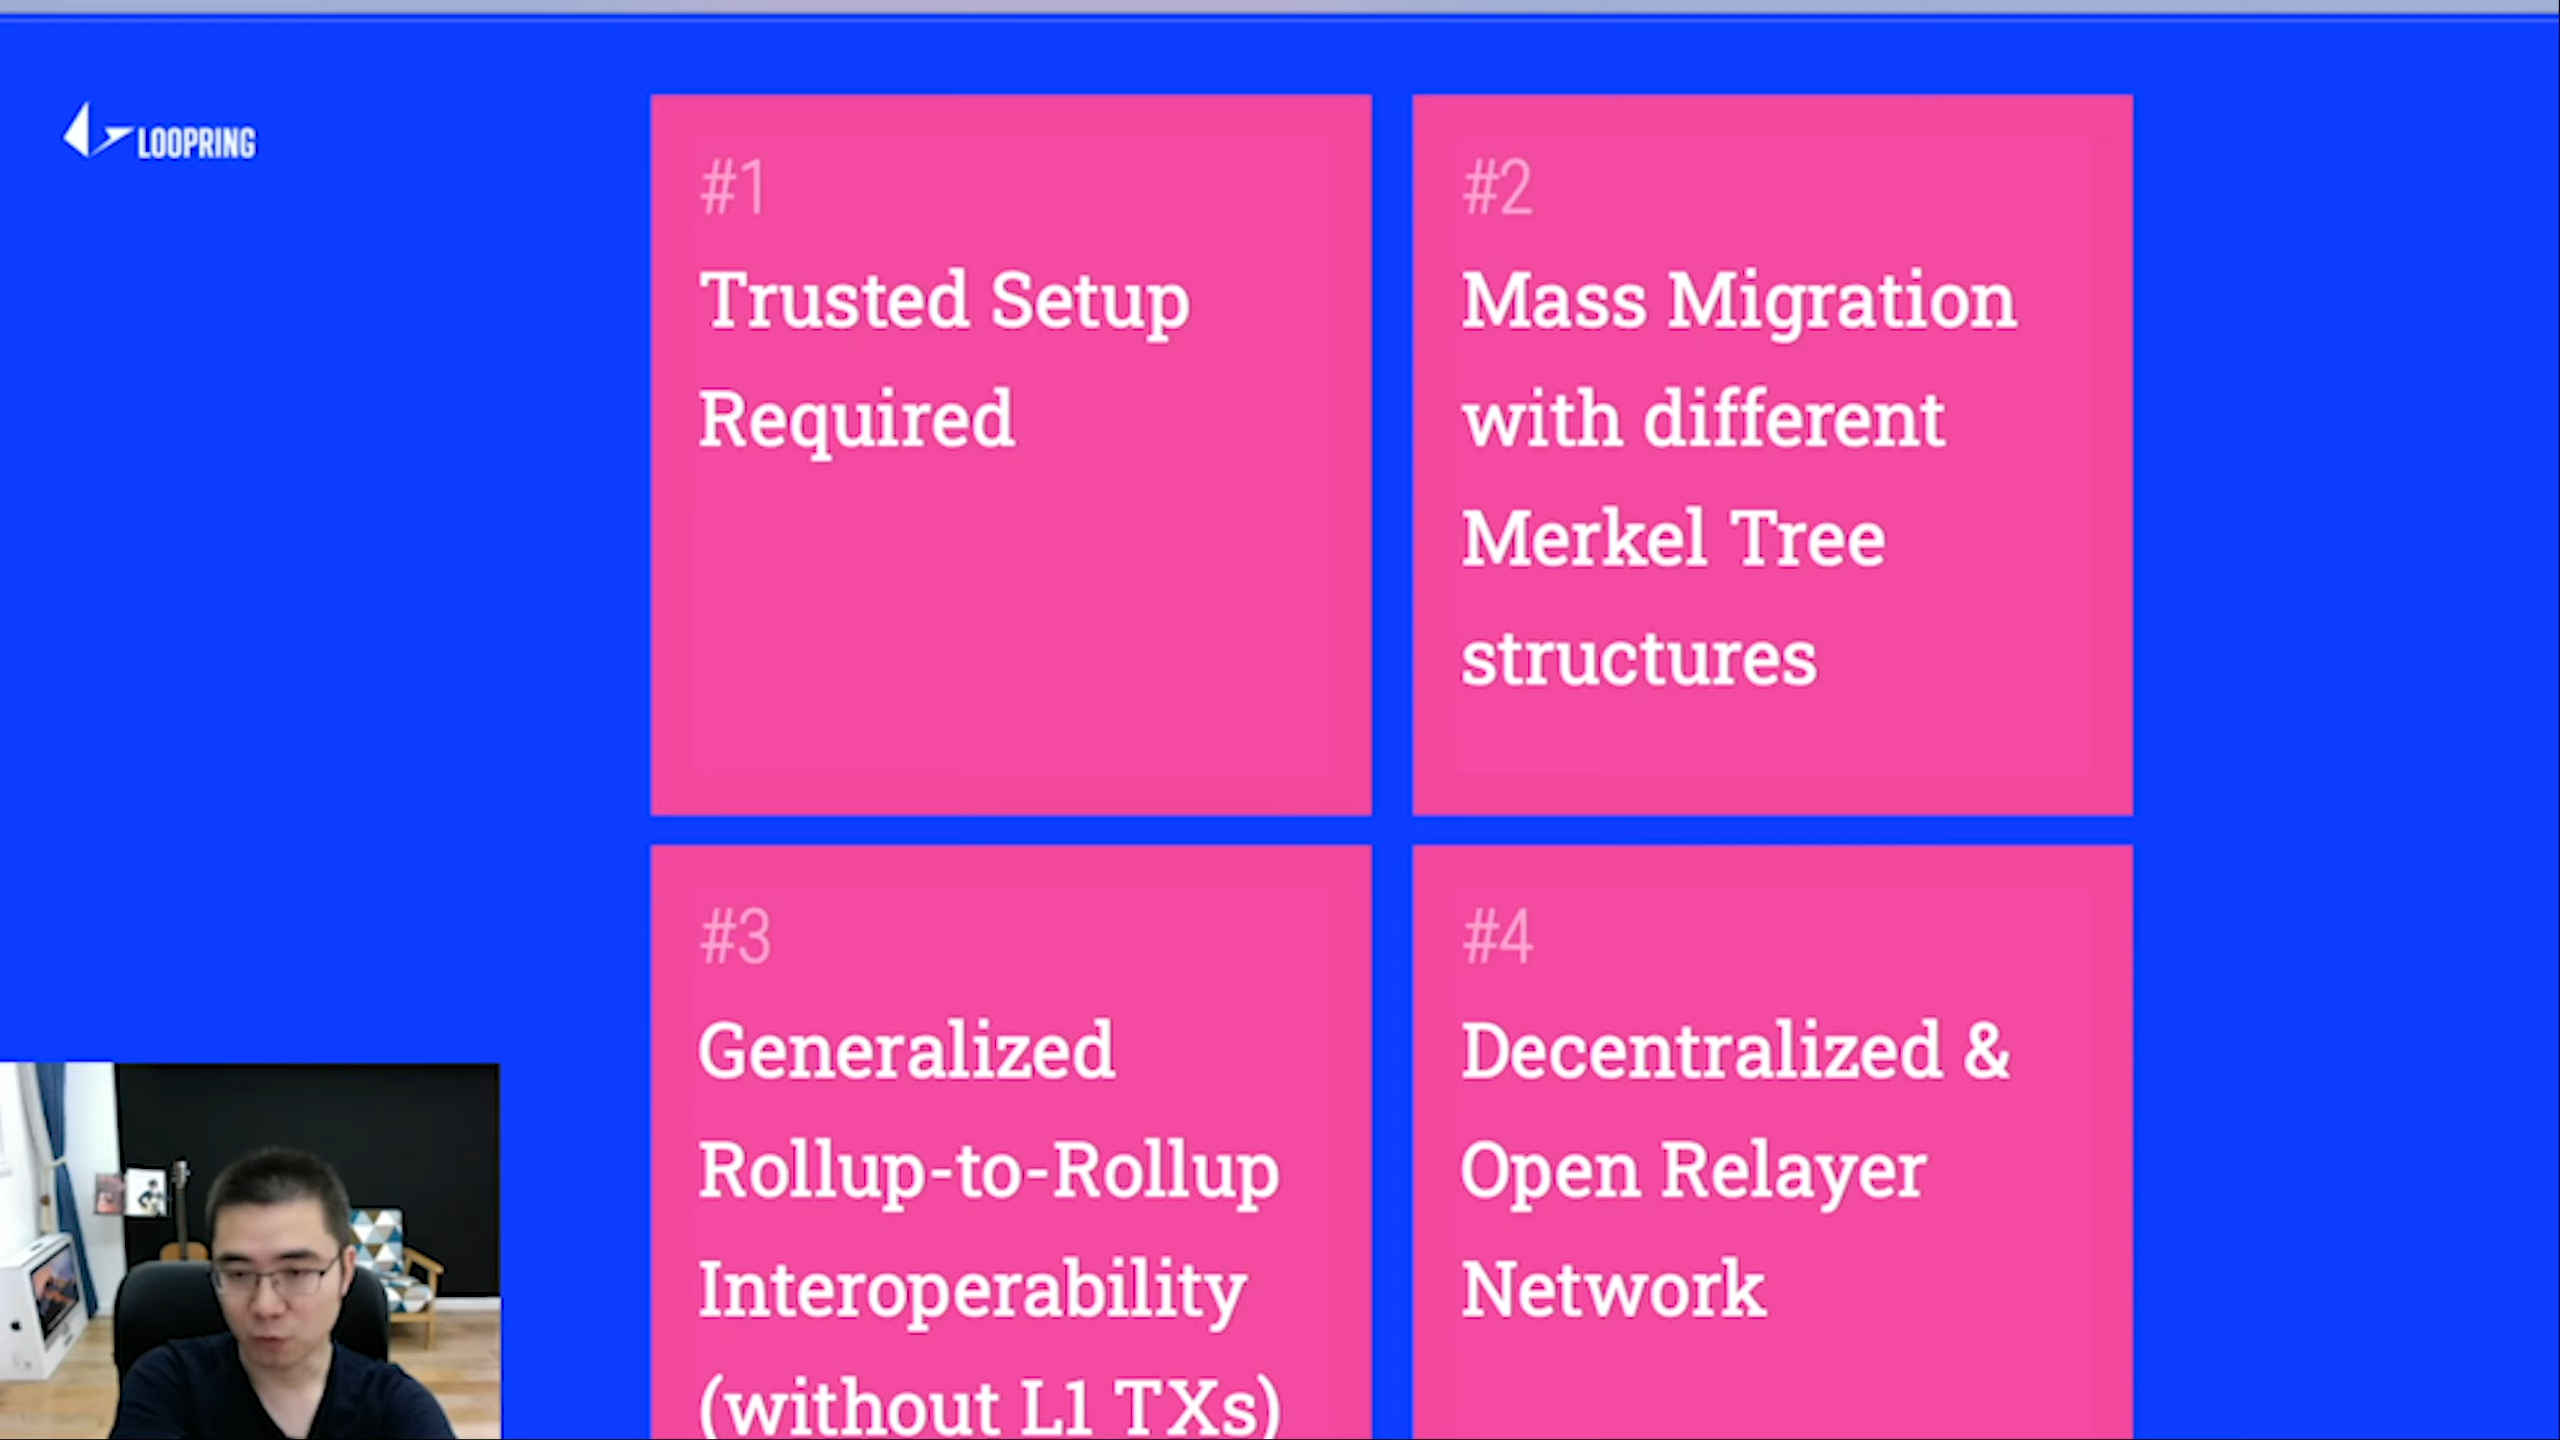 LOOPRING
#1
Trusted Setup
Required
#2
Mass Migration
with different
Merkel Tree
structures
#3
Generalized
Rollup-to-Rollup
Interoperability
(without L1 TXs)
#4
Decentralized &
Open Relayer
Network